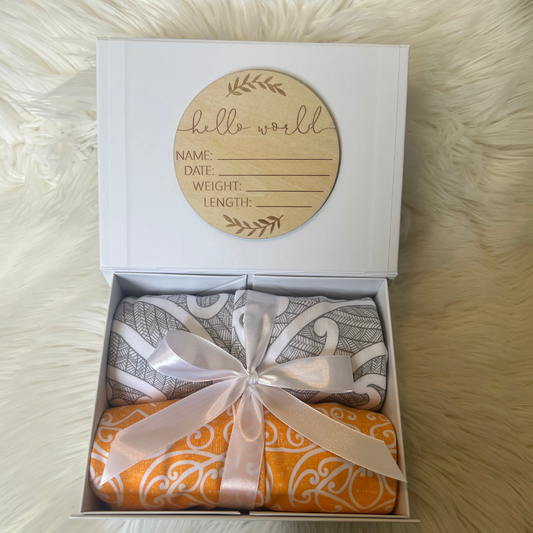 hello world
NAME:
DATE:
WEIGHT:
LENGTH: